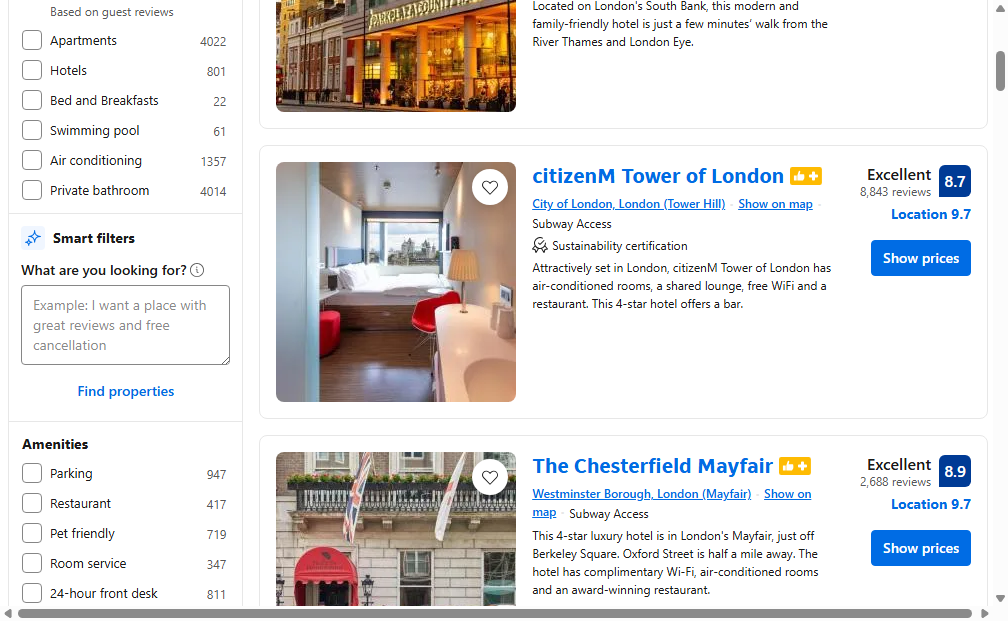 Based on guest reviews
Apartments 4022
Hotels 801
Bed and Breakfasts 22
Swimming pool 61
Air conditioning 1357
Private bathroom 4014
Smart filters
What are you looking for?
Example: I want a place with
great reviews and free
cancellation
Find properties
Amenities
Parking 947
Restaurant 417
Pet friendly 719
Room service 347
24-hour front desk 811
PARK PLAZA COUNTY HALL
Located on London's South Bank, this modern and
family-friendly hotel is just a few minutes' walk from the
River Thames and London Eye.
citizenM Tower of London
City of London, London (Tower Hill) · Show on map ·
Subway Access
Sustainability certification
Attractively set in London, citizenM Tower of London has
air-conditioned rooms, a shared lounge, free WiFi and a
restaurant. This 4-star hotel offers a bar.
Excellent 8.7
8,843 reviews
Location 9.7
Show prices
The Chesterfield Mayfair
Westminster Borough, London (Mayfair) · Show on
map · Subway Access
This 4-star luxury hotel is in London's Mayfair, just off
Berkeley Square. Oxford Street is half a mile away. The
hotel has complimentary Wi-Fi, air-conditioned rooms
and an award-winning restaurant.
Excellent 8.9
2,688 reviews
Location 9.7
Show prices